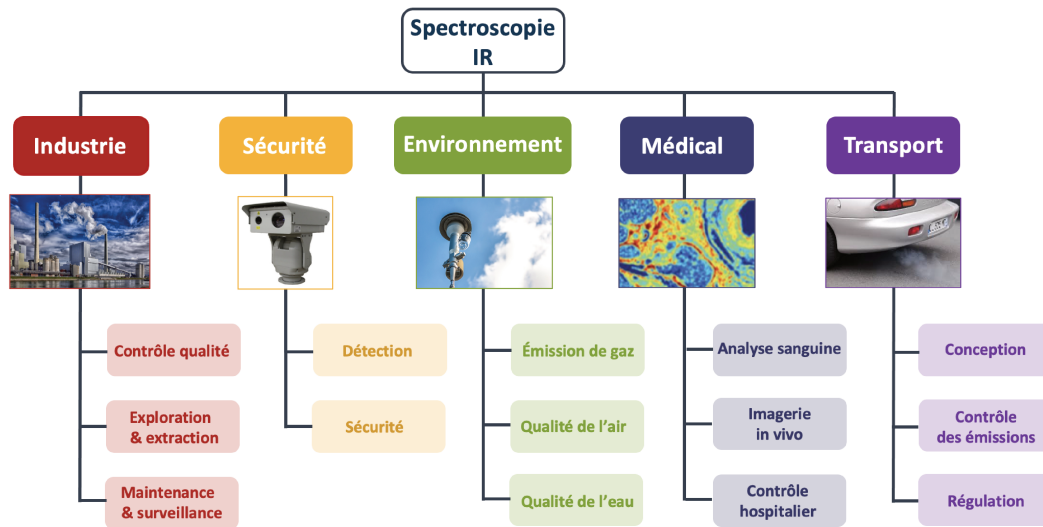 Spectroscopie
IR
Industrie
Sécurité
Environnement
Médical
Transport
Contrôle qualité
Exploration
& extraction
Maintenance
& surveillance
Détection
Sécurité
Émission de gaz
Qualité de l’air
Qualité de l’eau
Analyse sanguine
Imagerie
in vivo
Contrôle
hospitalier
Conception
Contrôle
des émissions
Régulation